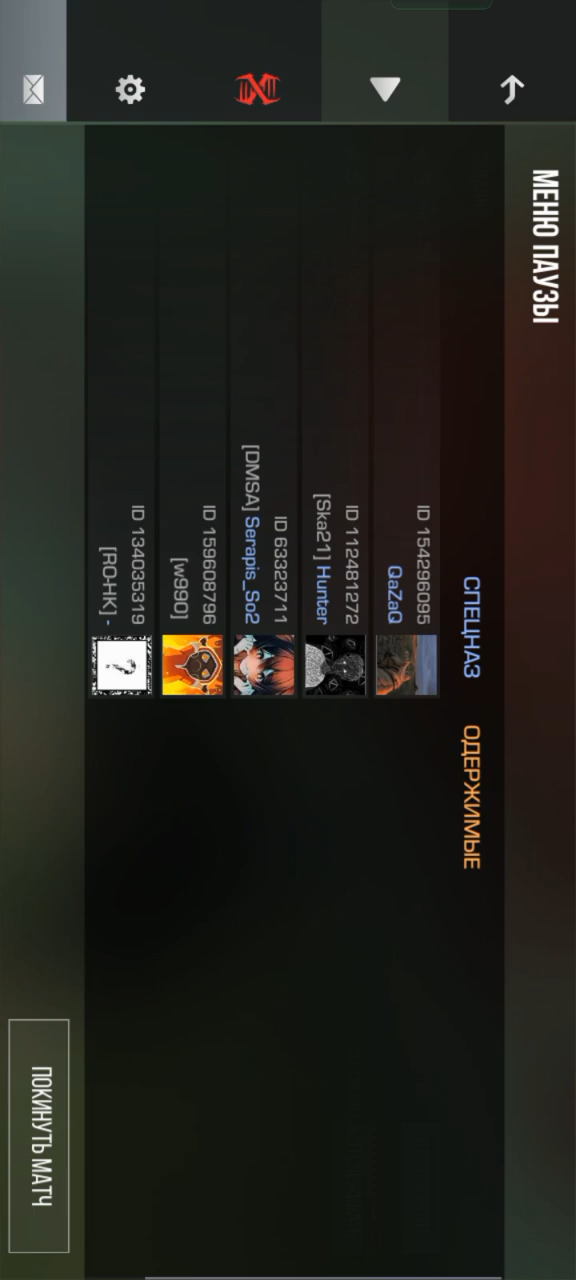 МЕНЮ ПАУЗЫ
СПЕЦНАЗ
ОДЕРЖИМЫЕ
ID 154296095
QaZaQ
ID 112481272
[Ska21] Hunter
ID 63323711
[DMSA] Serapis_So2
ID 159608796
[w990]
ID 134035319
[RO-HK] -
ПОКИНУТЬ МАТЧ